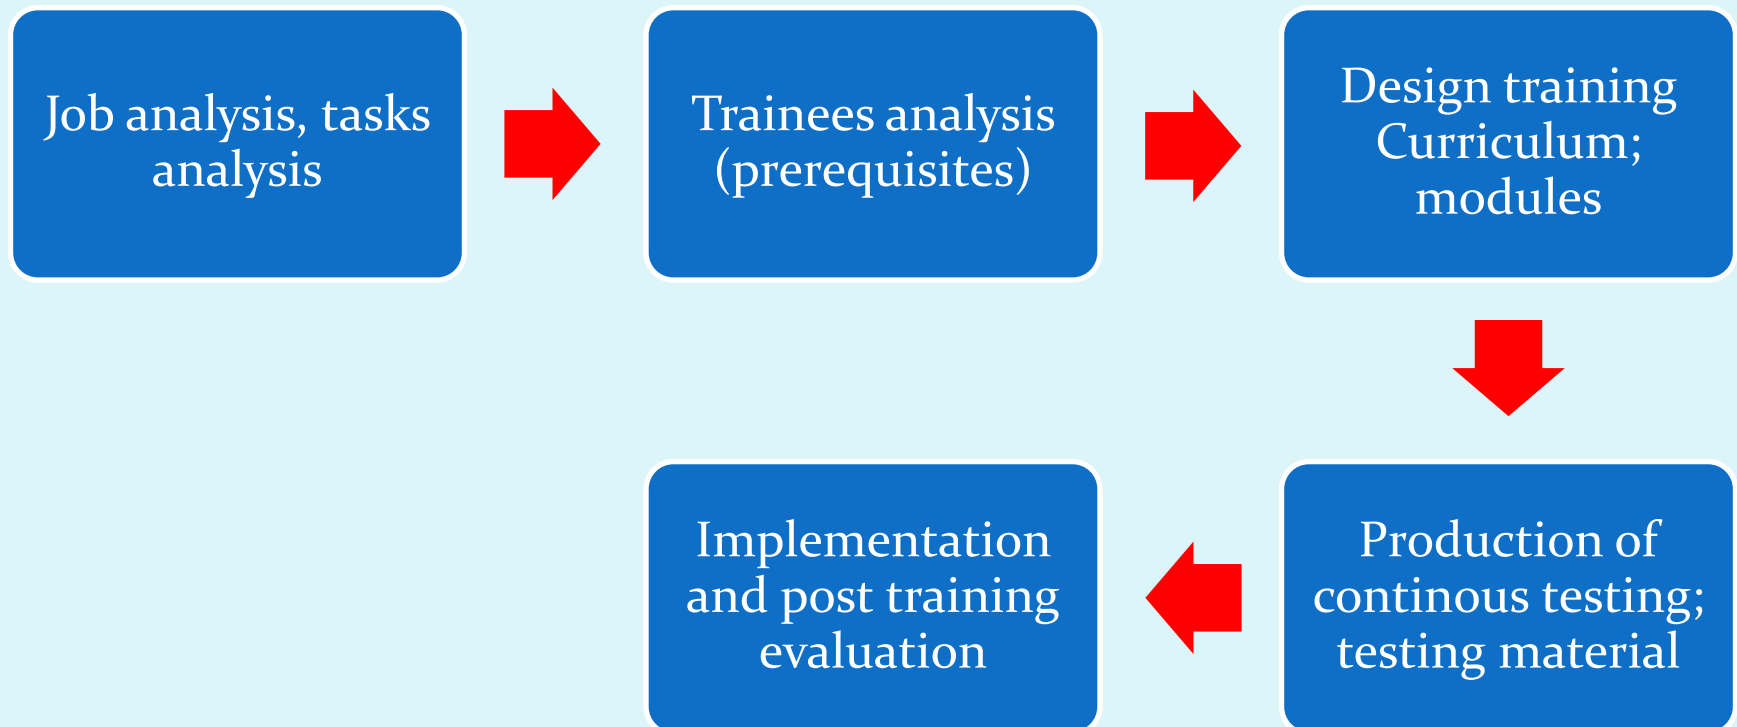 Job analysis, tasks
analysis
Trainees analysis
(prerequisites)
Design training
Curriculum;
modules
Production of
continous testing;
testing material
Implementation
and post training
evaluation